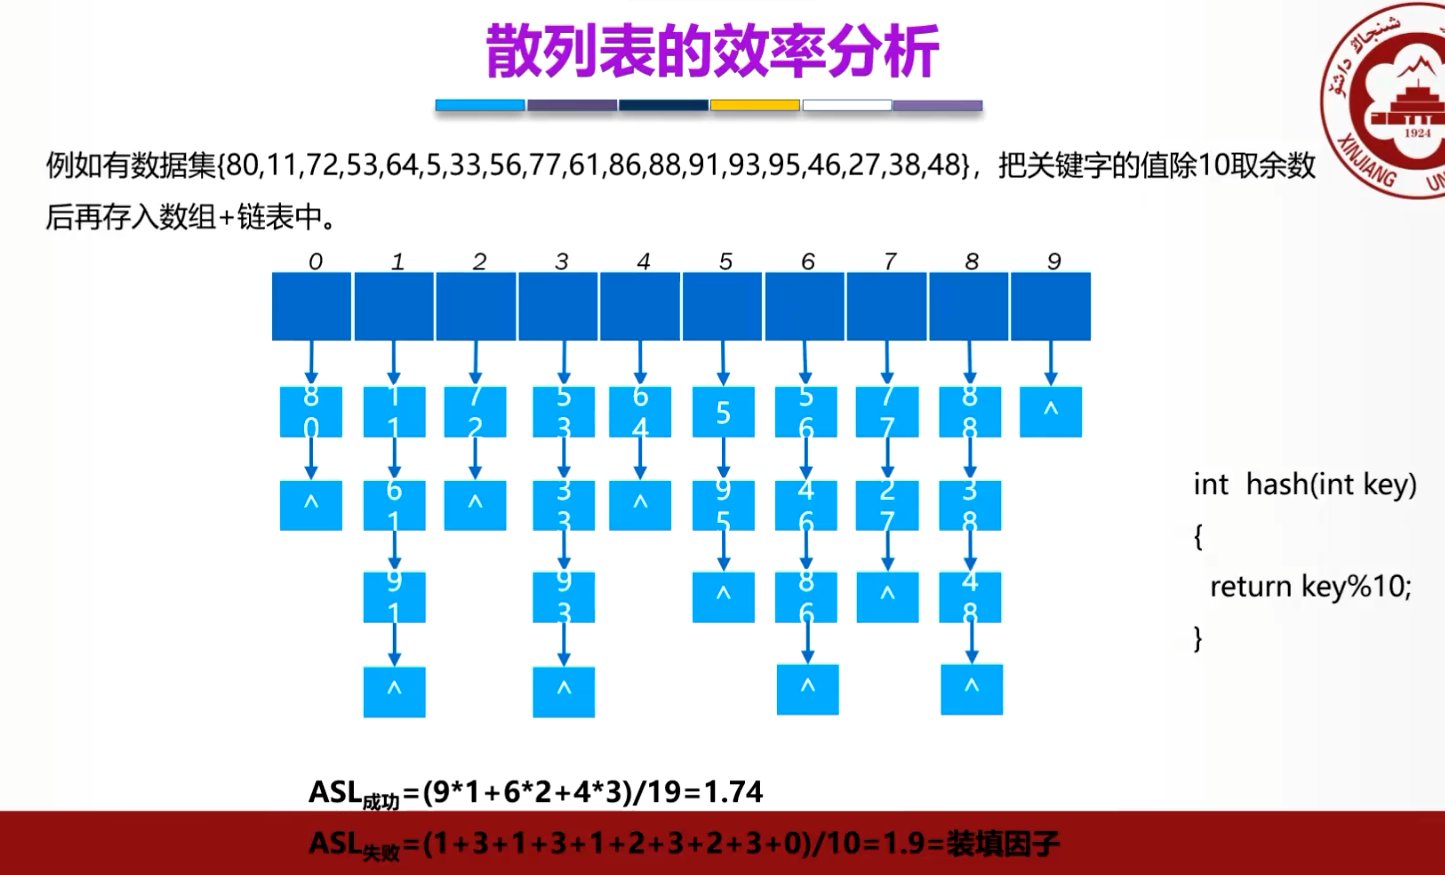 散列表的效率分析
例如有数据集{80,11,72,53,64,5,33,56,77,61,86,88,91,93,95,46,27,38,48}，把关键字的值除10取余数
后再存入数组+链表中。
0 1 2 3 4 5 6 7 8 9
80 11 72 53 64 5 56 77 88 ^
^ 61 ^ 33 ^ 95 46 27 38
91 93 ^ 86 ^ 48
^ ^ ^ ^
int hash(int key)
{
return key%10;
}
ASL成功=(9*1+6*2+4*3)/19=1.74
ASL失败=(1+3+1+3+1+2+3+2+3+0)/10=1.9=装填因子
1924
XINJIANG UN